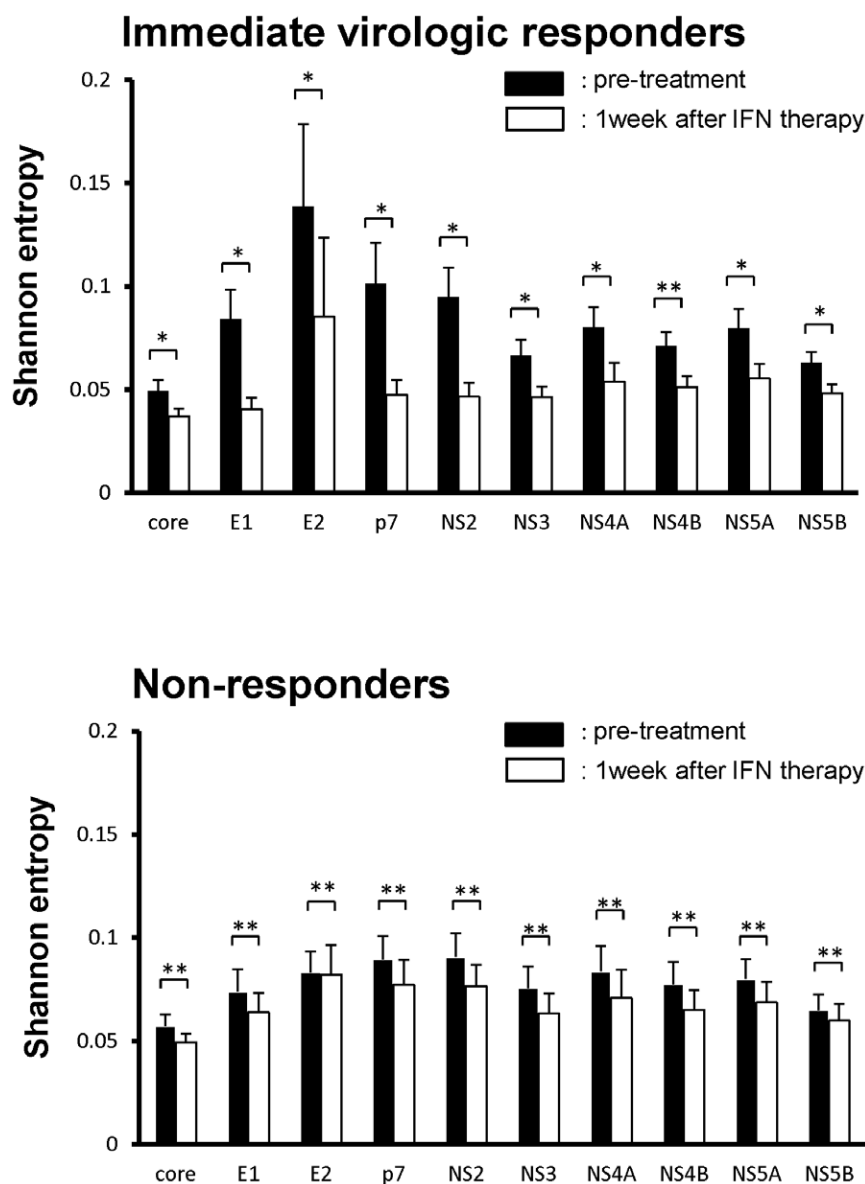 Immediate virologic responders
: pre-treatment
: 1week after IFN therapy
Shannon entropy
0.2
0.15
0.1
0.05
0
* * * * * * * ** * *
core E1 E2 p7 NS2 NS3 NS4A NS4B NS5A NS5B
Non-responders
: pre-treatment
: 1week after IFN therapy
Shannon entropy
0.2
0.15
0.1
0.05
0
** ** ** ** ** ** ** ** ** **
core E1 E2 p7 NS2 NS3 NS4A NS4B NS5A NS5B